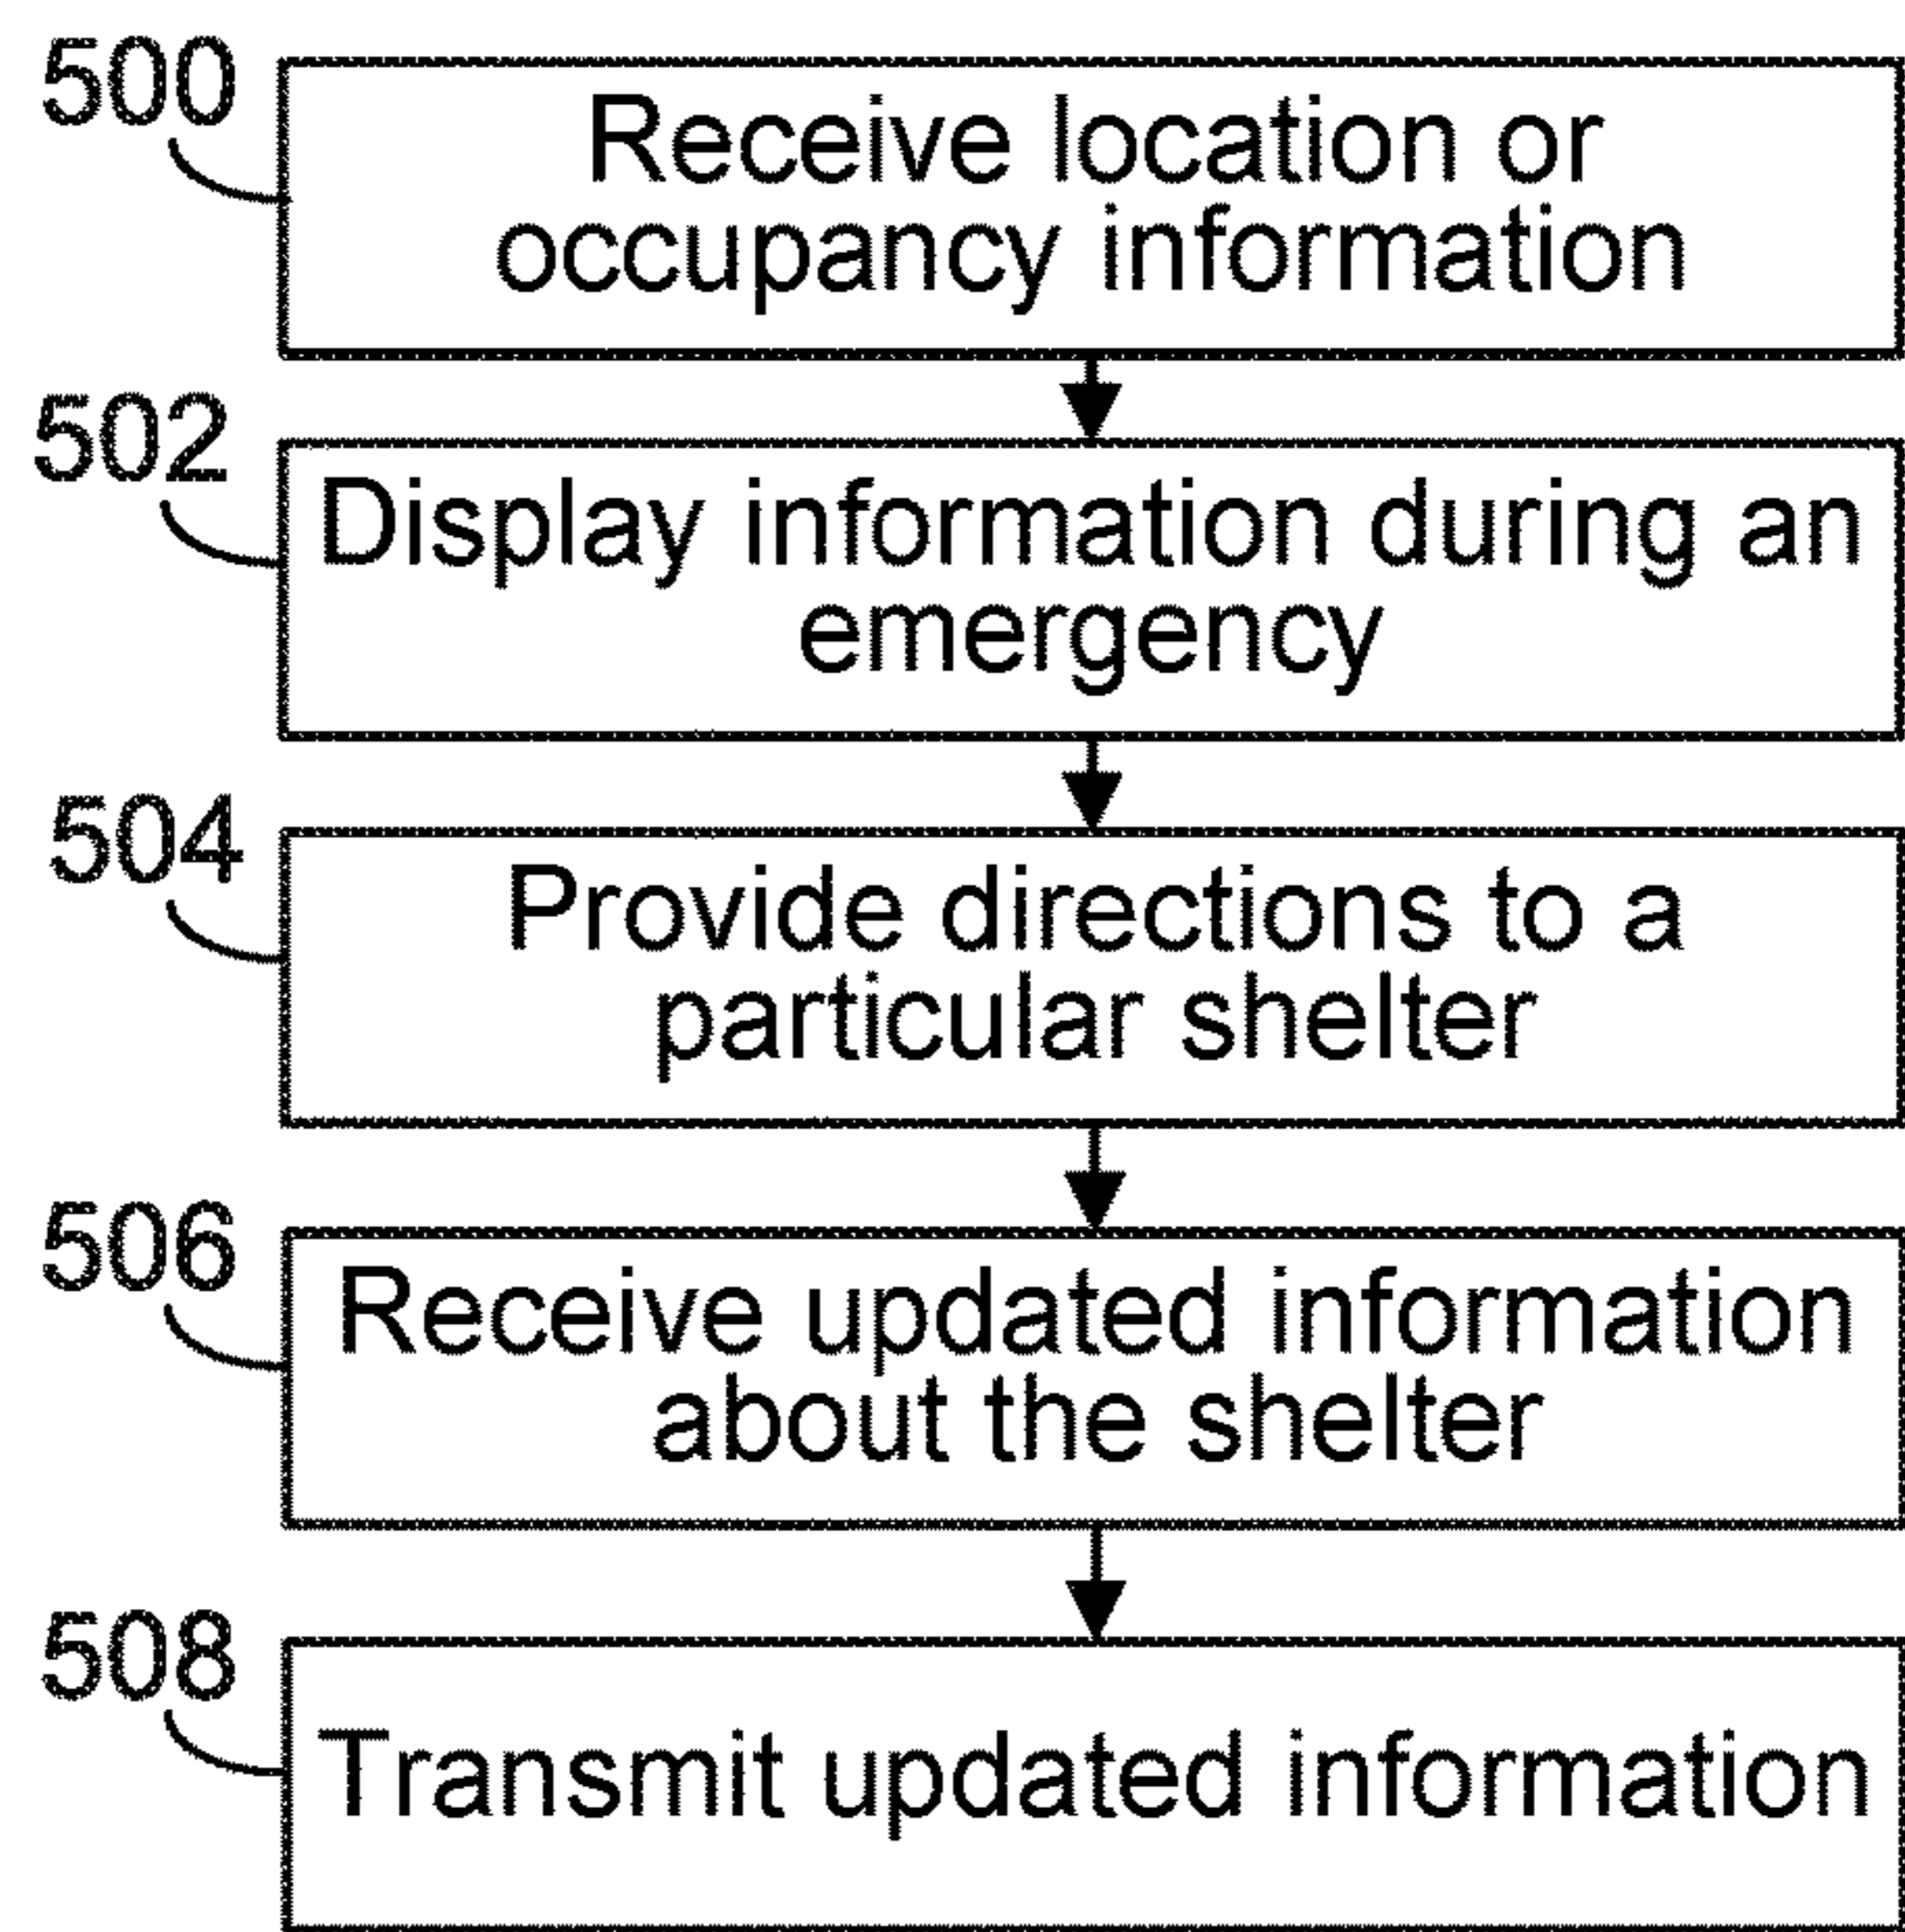 500
Receive location or
occupancy information
502
Display information during an
emergency
504
Provide directions to a
particular shelter
506
Receive updated information
about the shelter
508
Transmit updated information